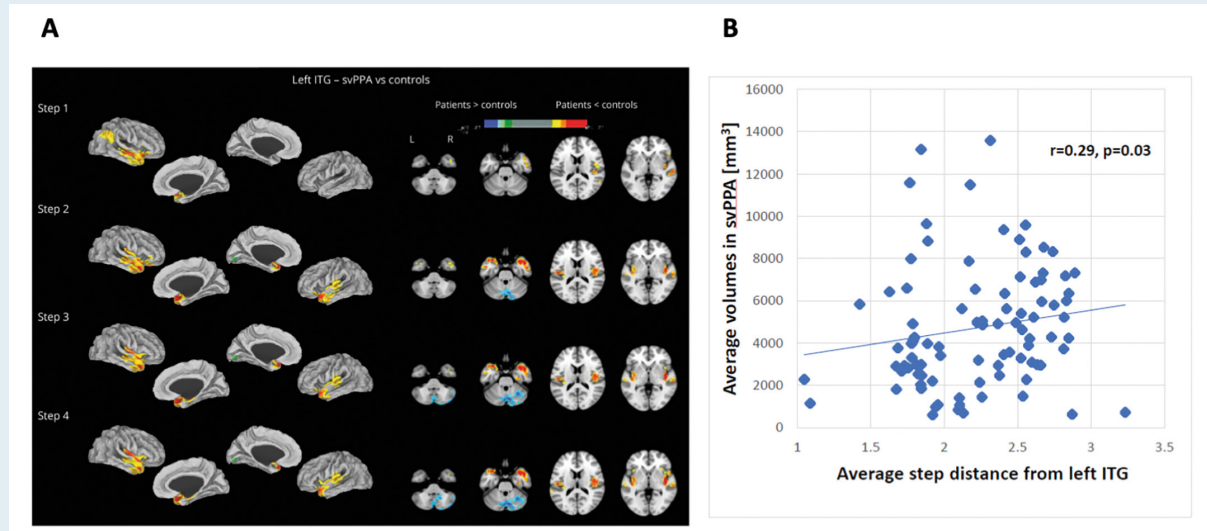 A
B
Left ITG – svPPA vs controls
Step 1
Patients > controls
Patients < controls
L
R
Step 2
Step 3
Step 4
Average volumes in svPPA [mm³]
16000
14000
12000
10000
8000
6000
4000
2000
0
r=0.29, p=0.03
1
1.5
2
2.5
3
3.5
Average step distance from left ITG